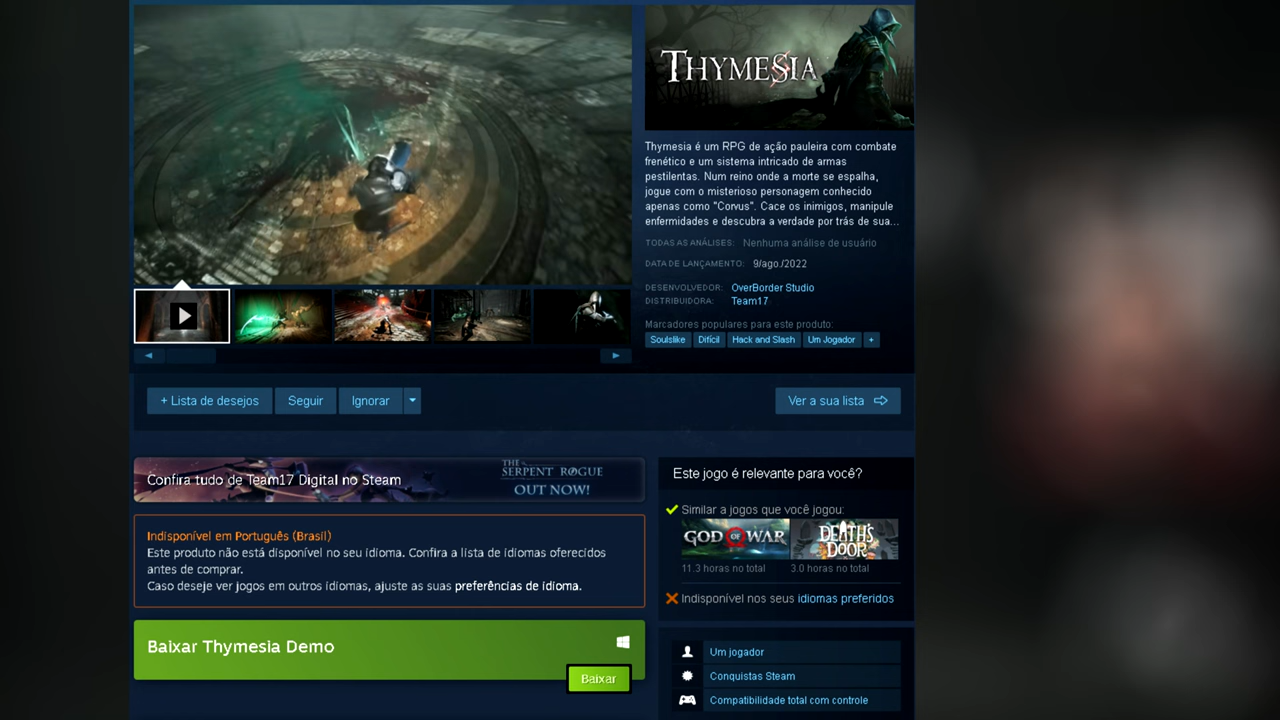 THYMESIA
Thymesia é um RPG de ação pauleira com combate
frenético e um sistema intricado de armas
pestilentas. Num reino onde a morte se espalha,
jogue com o misterioso personagem conhecido
apenas como "Corvus". Cace os inimigos, manipule
enfermidades e descubra a verdade por trás de sua...
TODAS AS ANÁLISES: Nenhuma análise de usuário
DATA DE LANÇAMENTO: 9/ago./2022
DESENVOLVEDOR: OverBorder Studio
DISTRIBUIDORA: Team17
Marcadores populares para este produto:
Soulslike Difícil Hack and Slash Um Jogador +
+ Lista de desejos Seguir Ignorar
Ver a sua lista
Confira tudo de Team17 Digital no Steam
THE
SERPENT ROGUE
OUT NOW!
Indisponível em Português (Brasil)
Este produto não está disponível no seu idioma. Confira a lista de idiomas oferecidos
antes de comprar.
Caso deseje ver jogos em outros idiomas, ajuste as suas preferências de idioma.
Baixar Thymesia Demo
Baixar
Este jogo é relevante para você?
Similar a jogos que você jogou:
GOD OF WAR
DEATH'S
DOOR
11.3 horas no total 3.0 horas no total
Indisponível nos seus idiomas preferidos
Um jogador
Conquistas Steam
Compatibilidade total com controle